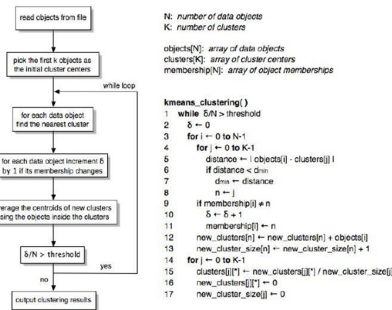 read objects from file
pick the first k objects as
the initial cluster centers
while loop
for each data object
find the nearest cluster
for each data object increment δ
by 1 if its membership changes
verage the centroids of new clusters
using the objects inside the clusters
δ/N > threshold
yes
no
output clustering results
N: number of data objects
K: number of clusters
objects[N]: array of data objects
clusters[K]: array of cluster centers
membership[N]: array of object memberships
kmeans_clustering( )
1 while δ/N > threshold
2 δ ← 0
3 for i ← 0 to N-1
4 for j ← 0 to K-1
5 distance ← | objects[i] - clusters[j] |
6 if distance < dmin
7 dmin ← distance
8 n ← j
9 if membership[i] ≠ n
10 δ ← δ + 1
11 membership[i] ← n
12 new_clusters[n] ← new_clusters[n] + objects[i]
13 new_cluster_size[n] ← new_cluster_size[n] + 1
14 for j ← 0 to K-1
15 clusters[j][*] ← new_clusters[j][*] / new_cluster_size[j]
16 new_clusters[j][*] ← 0
17 new_cluster_size[j] ← 0